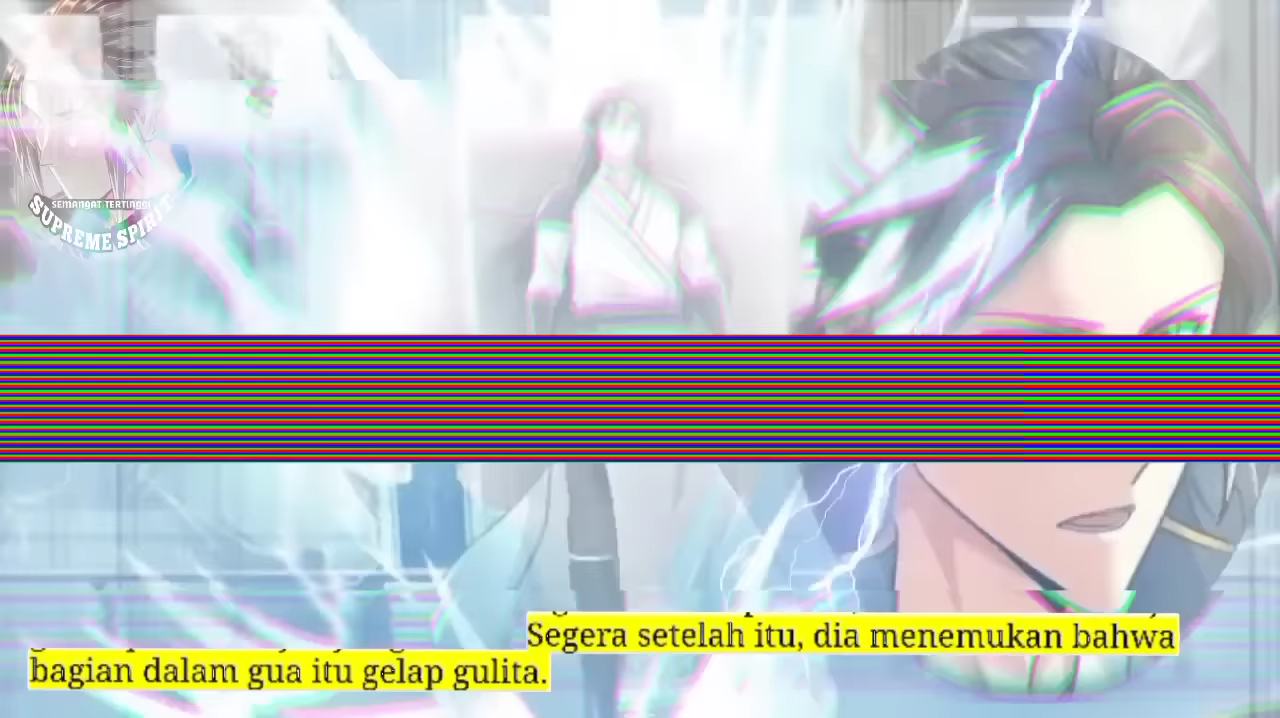 SEMANGAT TERTINGGI
SUPREME SPIRIT
Segera setelah itu, dia menemukan bahwa
bagian dalam gua itu gelap gulita.